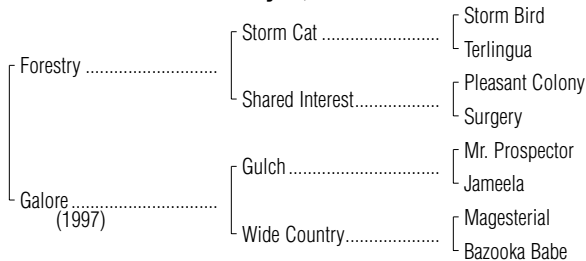 Storm Bird
Storm Cat
Terlingua
Forestry
Pleasant Colony
Shared Interest
Surgery
Mr. Prospector
Gulch
Jameela
Galore
(1997)
Magesterial
Wide Country
Bazooka Babe